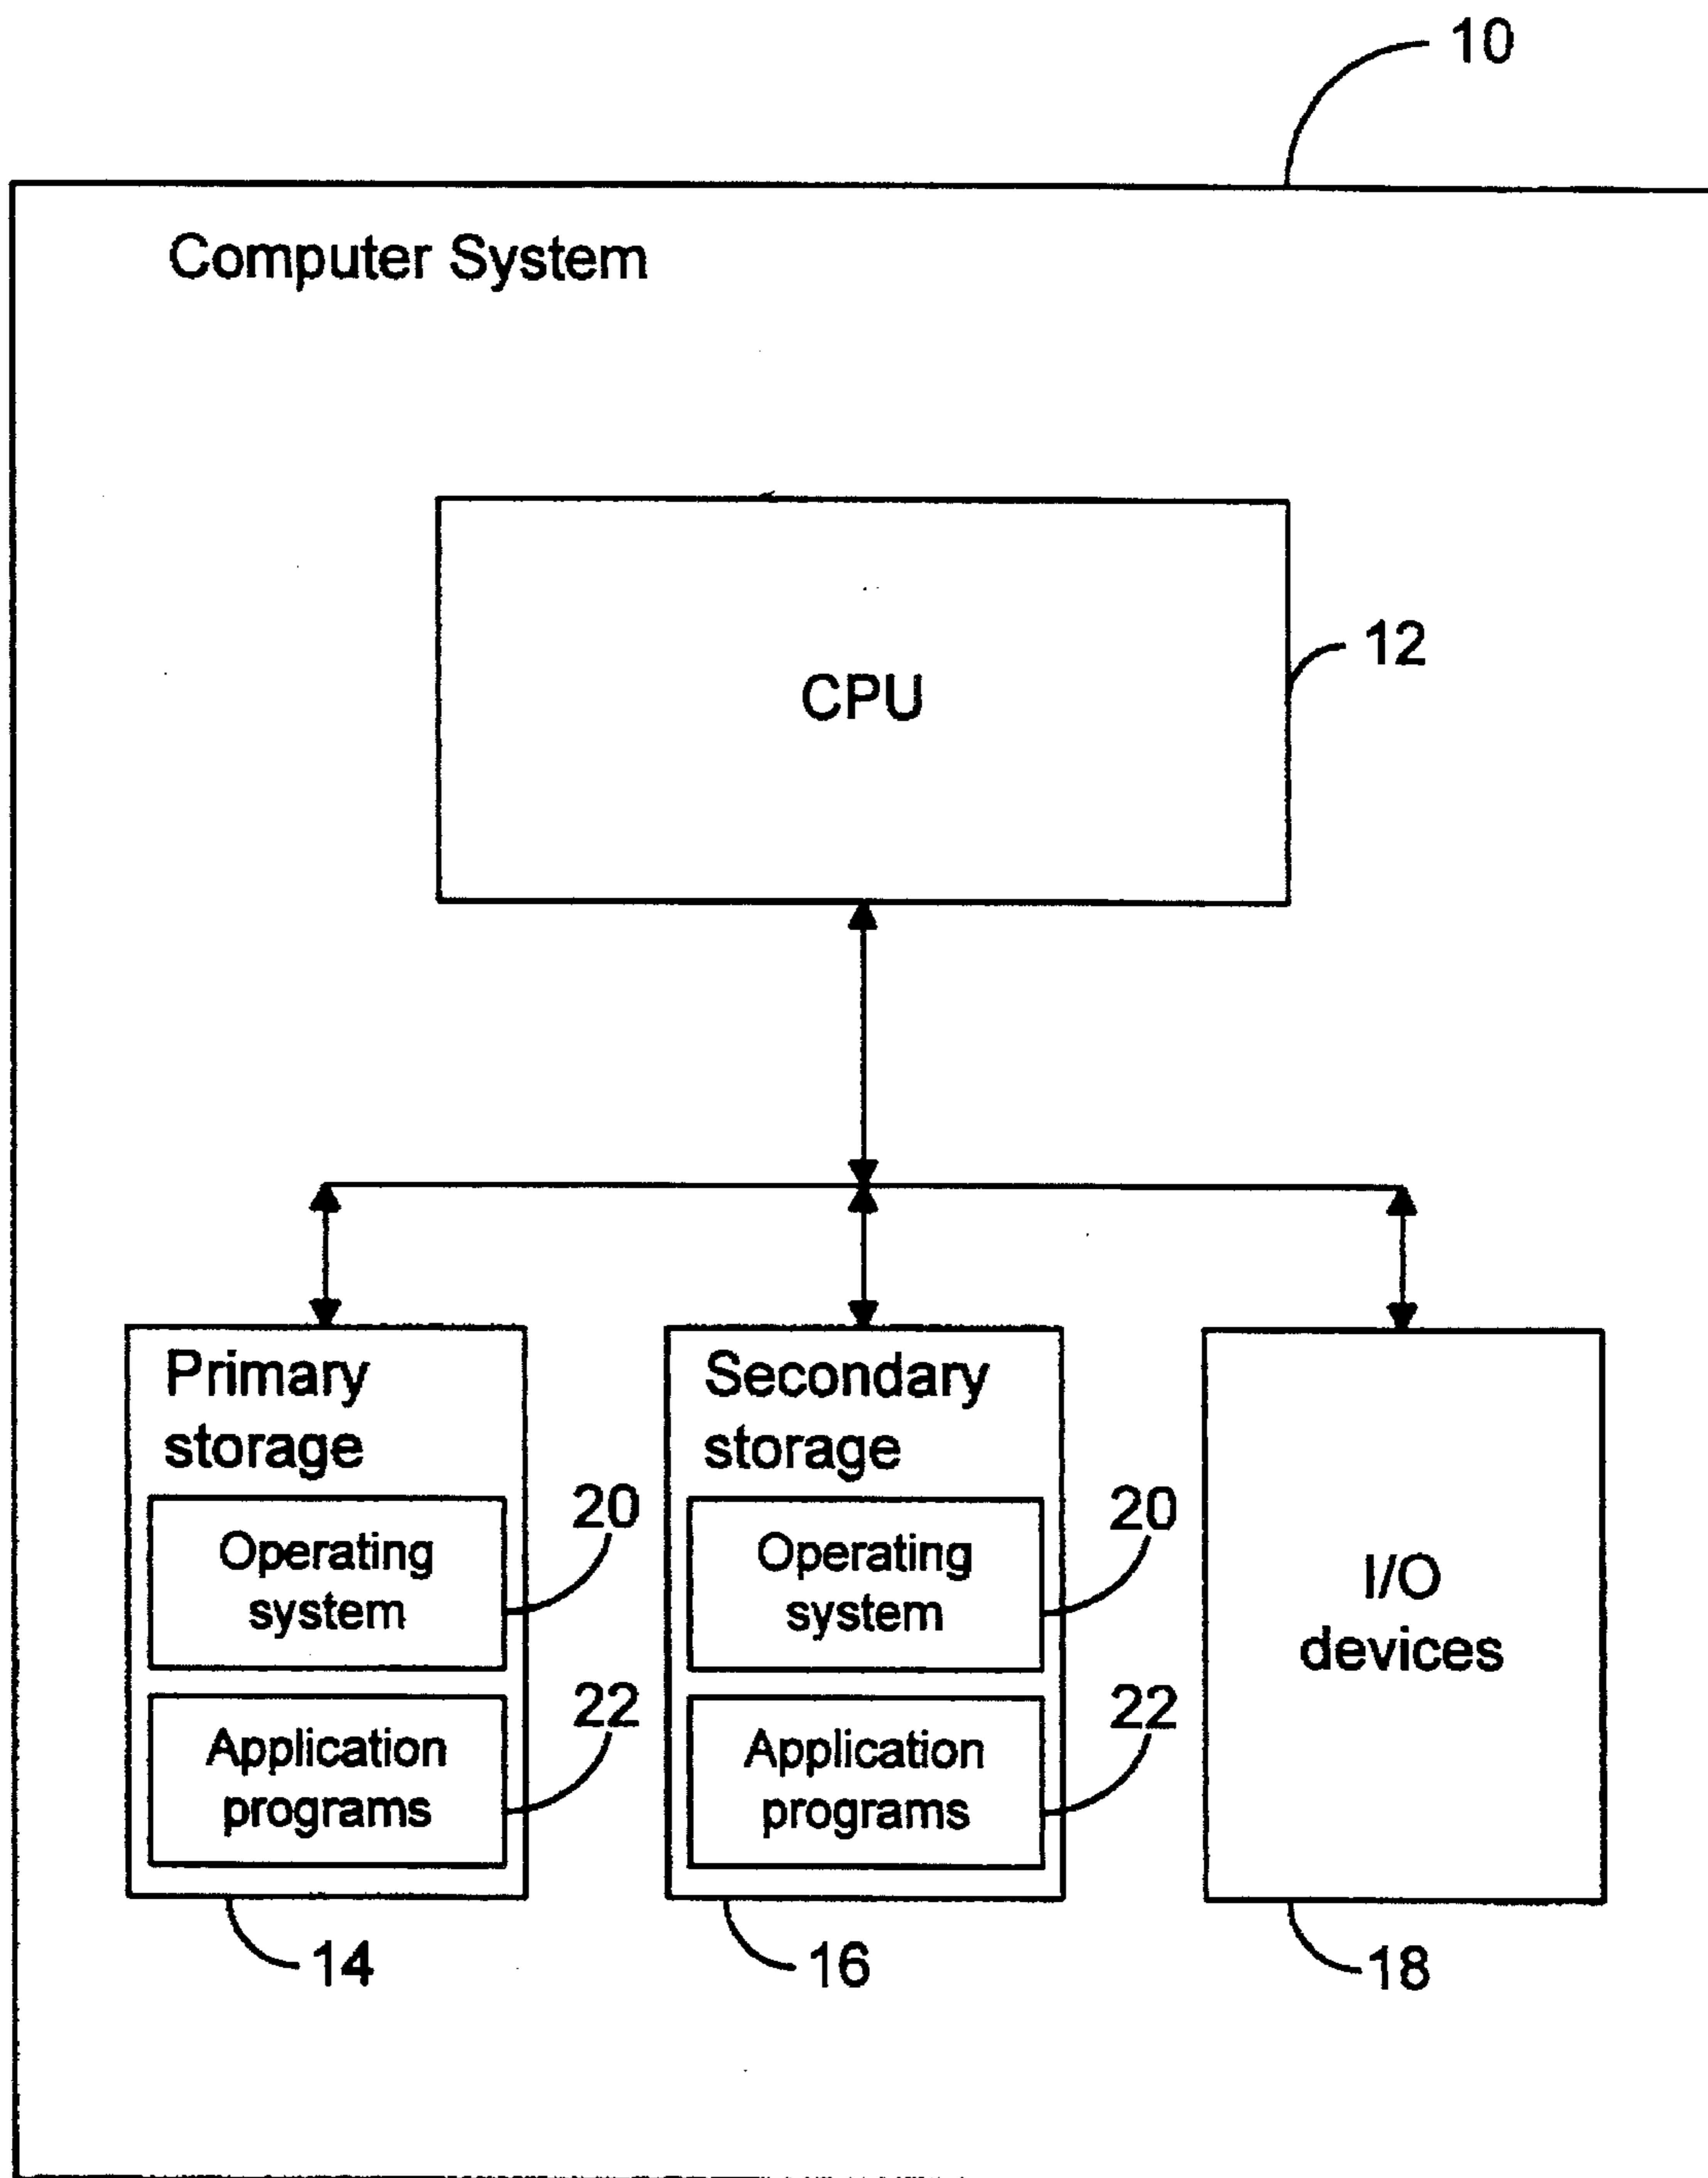 10
Computer System
12
CPU
Primary
storage
20
Operating
system
22
Application
programs
14
Secondary
storage
20
Operating
system
22
Application
programs
16
I/O
devices
18